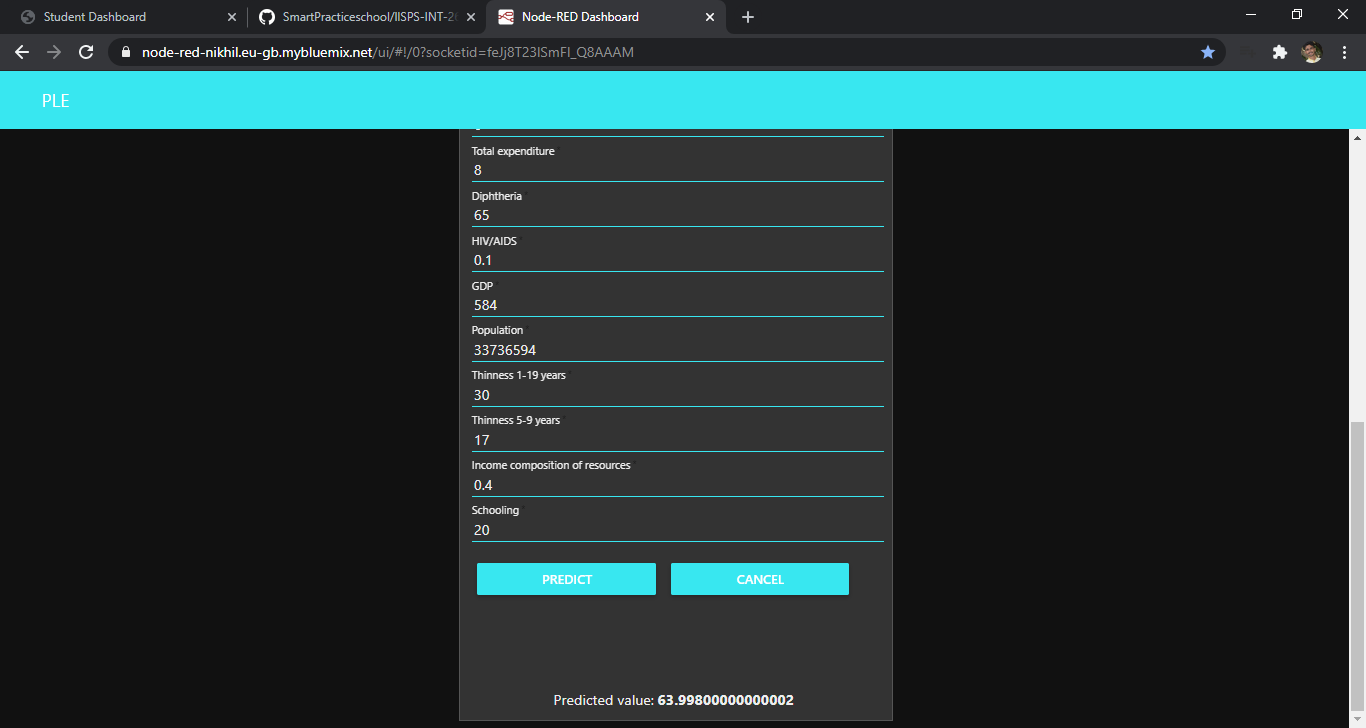 Student Dashboard
SmartPracticeschool/IISPS-INT-20
Node-RED Dashboard
node-red-nikhil.eu-gb.mybluemix.net/ui/#!/0?socketid=feJj8T23ISmFI_Q8AAAM
PLE
Total expenditure *
8
Diphtheria *
65
HIV/AIDS *
0.1
GDP *
584
Population *
33736594
Thinness 1-19 years *
30
Thinness 5-9 years *
17
Income composition of resources *
0.4
Schooling *
20
PREDICT
CANCEL
Predicted value: 63.99800000000002